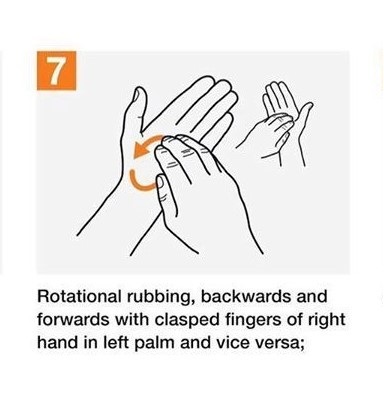 7
Rotational rubbing, backwards and
forwards with clasped fingers of right
hand in left palm and vice versa;